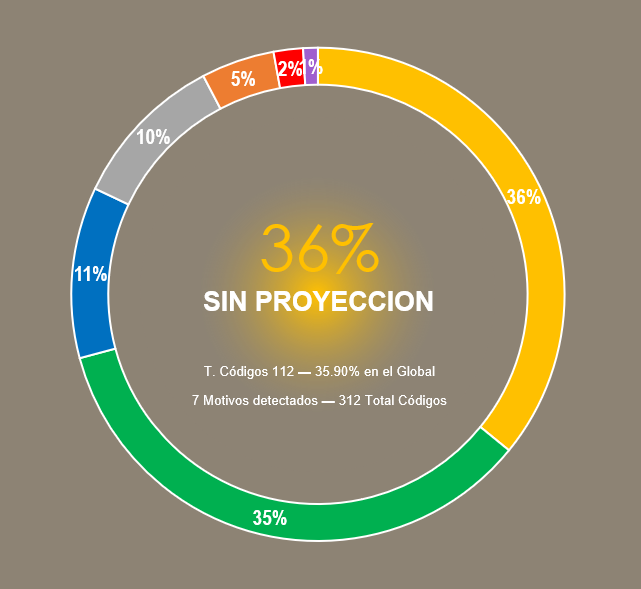 2%
1%
5%
10%
36%
36%
11%
SIN PROYECCION
T. Códigos 112 — 35.90% en el Global
7 Motivos detectados — 312 Total Códigos
35%